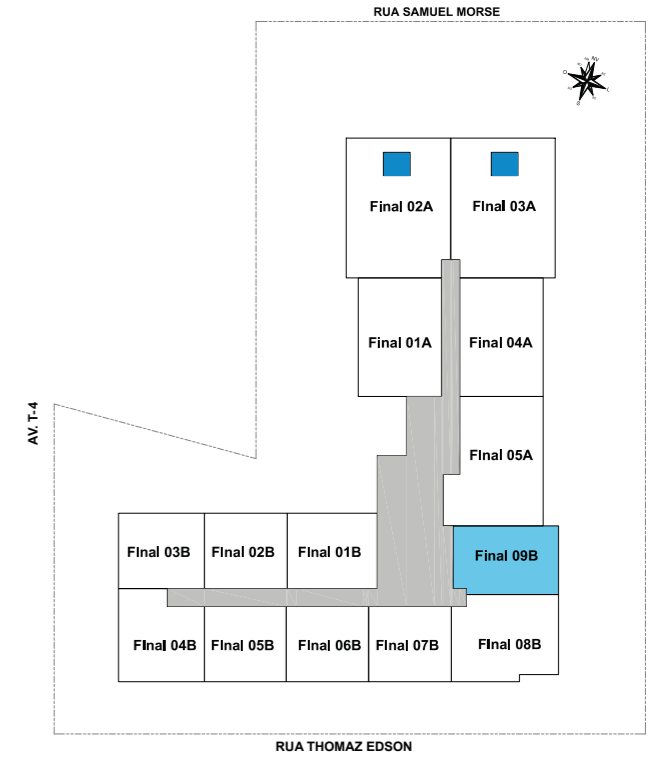 RUA SAMUEL MORSE
Final 02A
Final 03A
Final 01A
Final 04A
AV. T-4
Final 05A
Final 03B
Final 02B
Final 01B
Final 09B
Final 04B
Final 05B
Final 06B
Final 07B
Final 08B
RUA THOMAZ EDSON